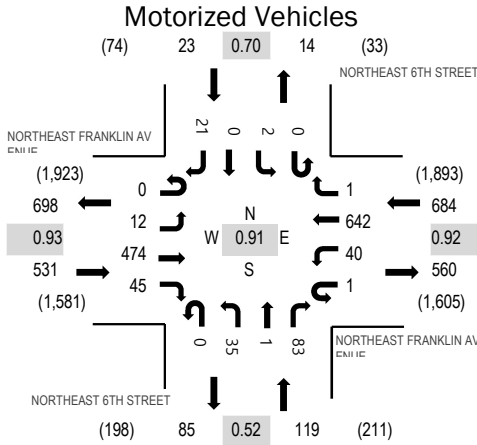 Motorized Vehicles
(74) 23 0.70 14 (33)
NORTHEAST 6TH STREET
NORTHEAST FRANKLIN AV
ENUE
21 0 2 0
(1,923) (1,893)
698 0 1 684
12 N 642
0.93 W 0.91 E 0.92
474 S 40
531 45 1 560
(1,581) (1,605)
0 35 1 83
NORTHEAST FRANKLIN AV
ENUE
NORTHEAST 6TH STREET
(198) 85 0.52 119 (211)